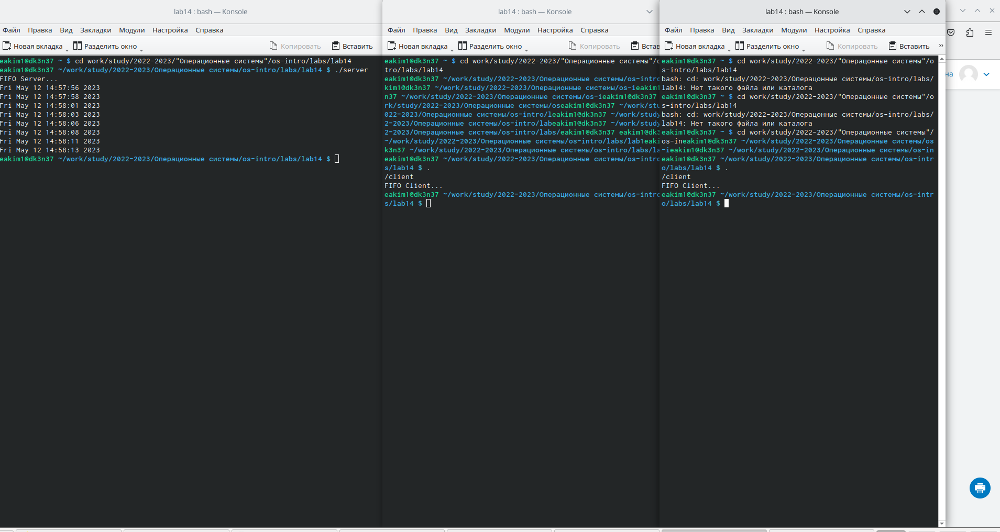 lab14 : bash — Konsole
Файл Правка Вид Закладки Модули Настройка Справка
Новая вкладка Разделить окно Копировать Вставить
eakim1@dk3n37 ~ $ cd work/study/2022-2023/"Операционные системы"/os-intro/labs/lab14
eakim1@dk3n37 ~/work/study/2022-2023/Операционные системы/os-intro/labs/lab14 $ ./server
FIFO Server...
Fri May 12 14:57:56 2023
Fri May 12 14:57:58 2023
Fri May 12 14:58:01 2023
Fri May 12 14:58:03 2023
Fri May 12 14:58:06 2023
Fri May 12 14:58:08 2023
Fri May 12 14:58:11 2023
Fri May 12 14:58:13 2023
eakim1@dk3n37 ~/work/study/2022-2023/Операционные системы/os-intro/labs/lab14 $
lab14 : bash — Konsole
Файл Правка Вид Закладки Модули Настройка Справка
Новая вкладка Разделить окно Копировать Встав
eakim1@dk3n37 ~ $ cd work/study/2022-2023/"Операционные системы"/
tro/labs/lab14
eakim1@dk3n37 ~/work/study/2022-2023/Операционные системы/os-intro
kim1@dk3n37 ~/work/study/2022-2023/Операционные системы/os-ieakim1
n37 ~/work/study/2022-2023/Операционные системы/os-ieakim1@dk3n37
rk/study/2022-2023/Операционные системы/oseakim1@dk3n37 ~/work/stu
022-2023/Операционные системы/os-intro/leakim1@dk3n37 ~/work/study
2-2023/Операционные системы/os-intro/labeakim1@dk3n37 ~/work/study
2-2023/Операционные системы/os-intro/labs/eakim1@dk3n37 eakim1@dk3
~/work/study/2022-2023/Операционные системы/os-intro/labs/lab1eaki
k3n37 ~/work/study/2022-2023/Операционные системы/os-intro/labs/la
eakim1@dk3n37 ~/work/study/2022-2023/Операционные системы/os-intro
s/lab14 $ .
/client
FIFO Client...
eakim1@dk3n37 ~/work/study/2022-2023/Операционные системы/os-intro
s/lab14 $
lab14 : bash — Konsole
Файл Правка Вид Закладки Модули Настройка Справка
Новая вкладка Разделить окно Копировать Вставить »
eakim1@dk3n37 ~ $ cd work/study/2022-2023/"Операцонные системы"/o
s-intro/labs/lab14
bash: cd: work/study/2022-2023/Операцонные системы/os-intro/labs/
lab14: Нет такого файла или каталога
eakim1@dk3n37 ~ $ cd work/study/2022-2023/"Операцонные системы"/o
s-intro/labs/lab14
bash: cd: work/study/2022-2023/Операцонные системы/os-intro/labs/
lab14: Нет такого файла или каталога
eakim1@dk3n37 ~ $ cd work/study/2022-2023/"Операционные системы"/
os-ineakim1@dk3n37 ~/work/study/2022-2023/Операционные системы/os
-ieakim1@dk3n37 ~/work/study/2022-2023/Операционные системы/os-in
eakim1@dk3n37 ~/work/study/2022-2023/Операционные системы/os-intr
o/labs/lab14 $ .
/client
FIFO Client...
eakim1@dk3n37 ~/work/study/2022-2023/Операционные системы/os-intr
o/labs/lab14 $
на